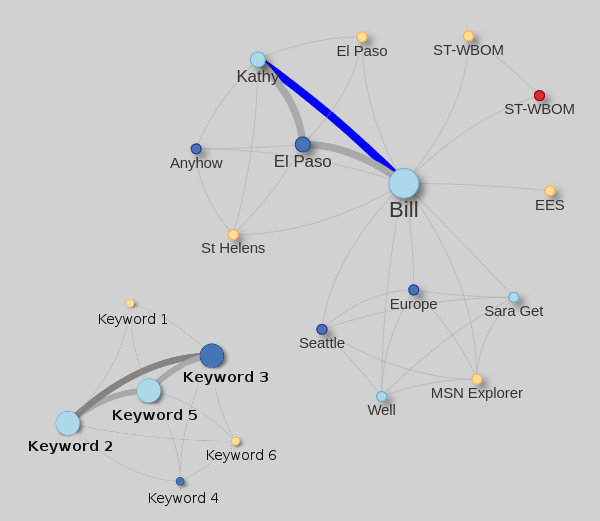 El Paso
ST-WBOM
Kathy
ST-WBOM
Anyhow
El Paso
Bill
EES
St Helens
Europe
Sara Get
Seattle
MSN Explorer
Well
Keyword 1
Keyword 3
Keyword 5
Keyword 2
Keyword 6
Keyword 4